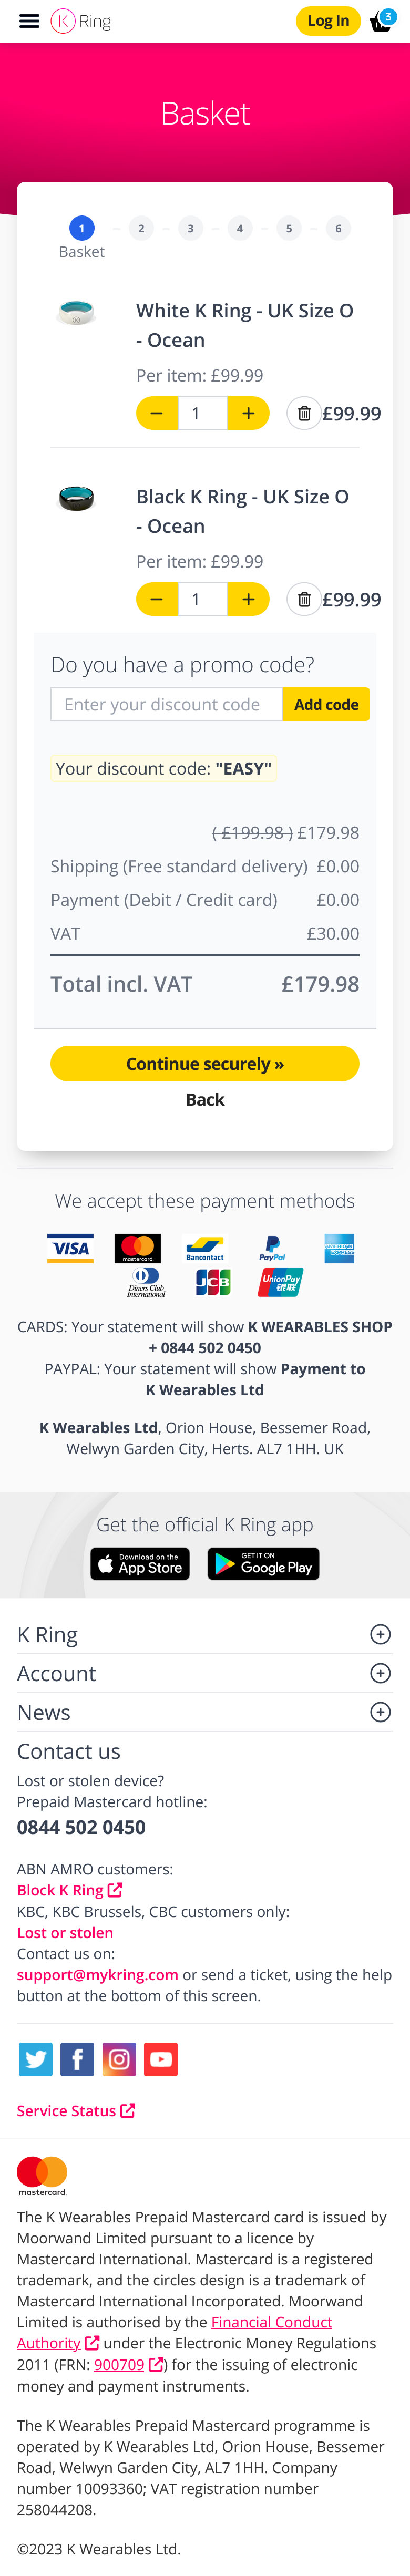 K Ring
Log In
3
Basket
1 2 3 4 5 6
Basket
White K Ring - UK Size O
- Ocean
Per item: £99.99
1
£99.99
Black K Ring - UK Size O
- Ocean
Per item: £99.99
1
£99.99
Do you have a promo code?
Enter your discount code
Add code
Your discount code: "EASY"
( £199.98 ) £179.98
Shipping (Free standard delivery) £0.00
Payment (Debit / Credit card) £0.00
VAT £30.00
Total incl. VAT £179.98
Continue securely »
Back
We accept these payment methods
VISA mastercard Bancontact PayPal AMERICAN EXPRESS
Diners Club International JCB UnionPay
CARDS: Your statement will show K WEARABLES SHOP
+ 0844 502 0450
PAYPAL: Your statement will show Payment to
K Wearables Ltd
K Wearables Ltd, Orion House, Bessemer Road,
Welwyn Garden City, Herts. AL7 1HH. UK
Get the official K Ring app
Download on the App Store
GET IT ON Google Play
K Ring
Account
News
Contact us
Lost or stolen device?
Prepaid Mastercard hotline:
0844 502 0450
ABN AMRO customers:
Block K Ring
KBC, KBC Brussels, CBC customers only:
Lost or stolen
Contact us on:
support@mykring.com or send a ticket, using the help
button at the bottom of this screen.
Service Status
mastercard
The K Wearables Prepaid Mastercard card is issued by
Moorwand Limited pursuant to a licence by
Mastercard International. Mastercard is a registered
trademark, and the circles design is a trademark of
Mastercard International Incorporated. Moorwand
Limited is authorised by the Financial Conduct
Authority under the Electronic Money Regulations
2011 (FRN: 900709 ) for the issuing of electronic
money and payment instruments.
The K Wearables Prepaid Mastercard programme is
operated by K Wearables Ltd, Orion House, Bessemer
Road, Welwyn Garden City, AL7 1HH. Company
number 10093360; VAT registration number
258044208.
©2023 K Wearables Ltd.